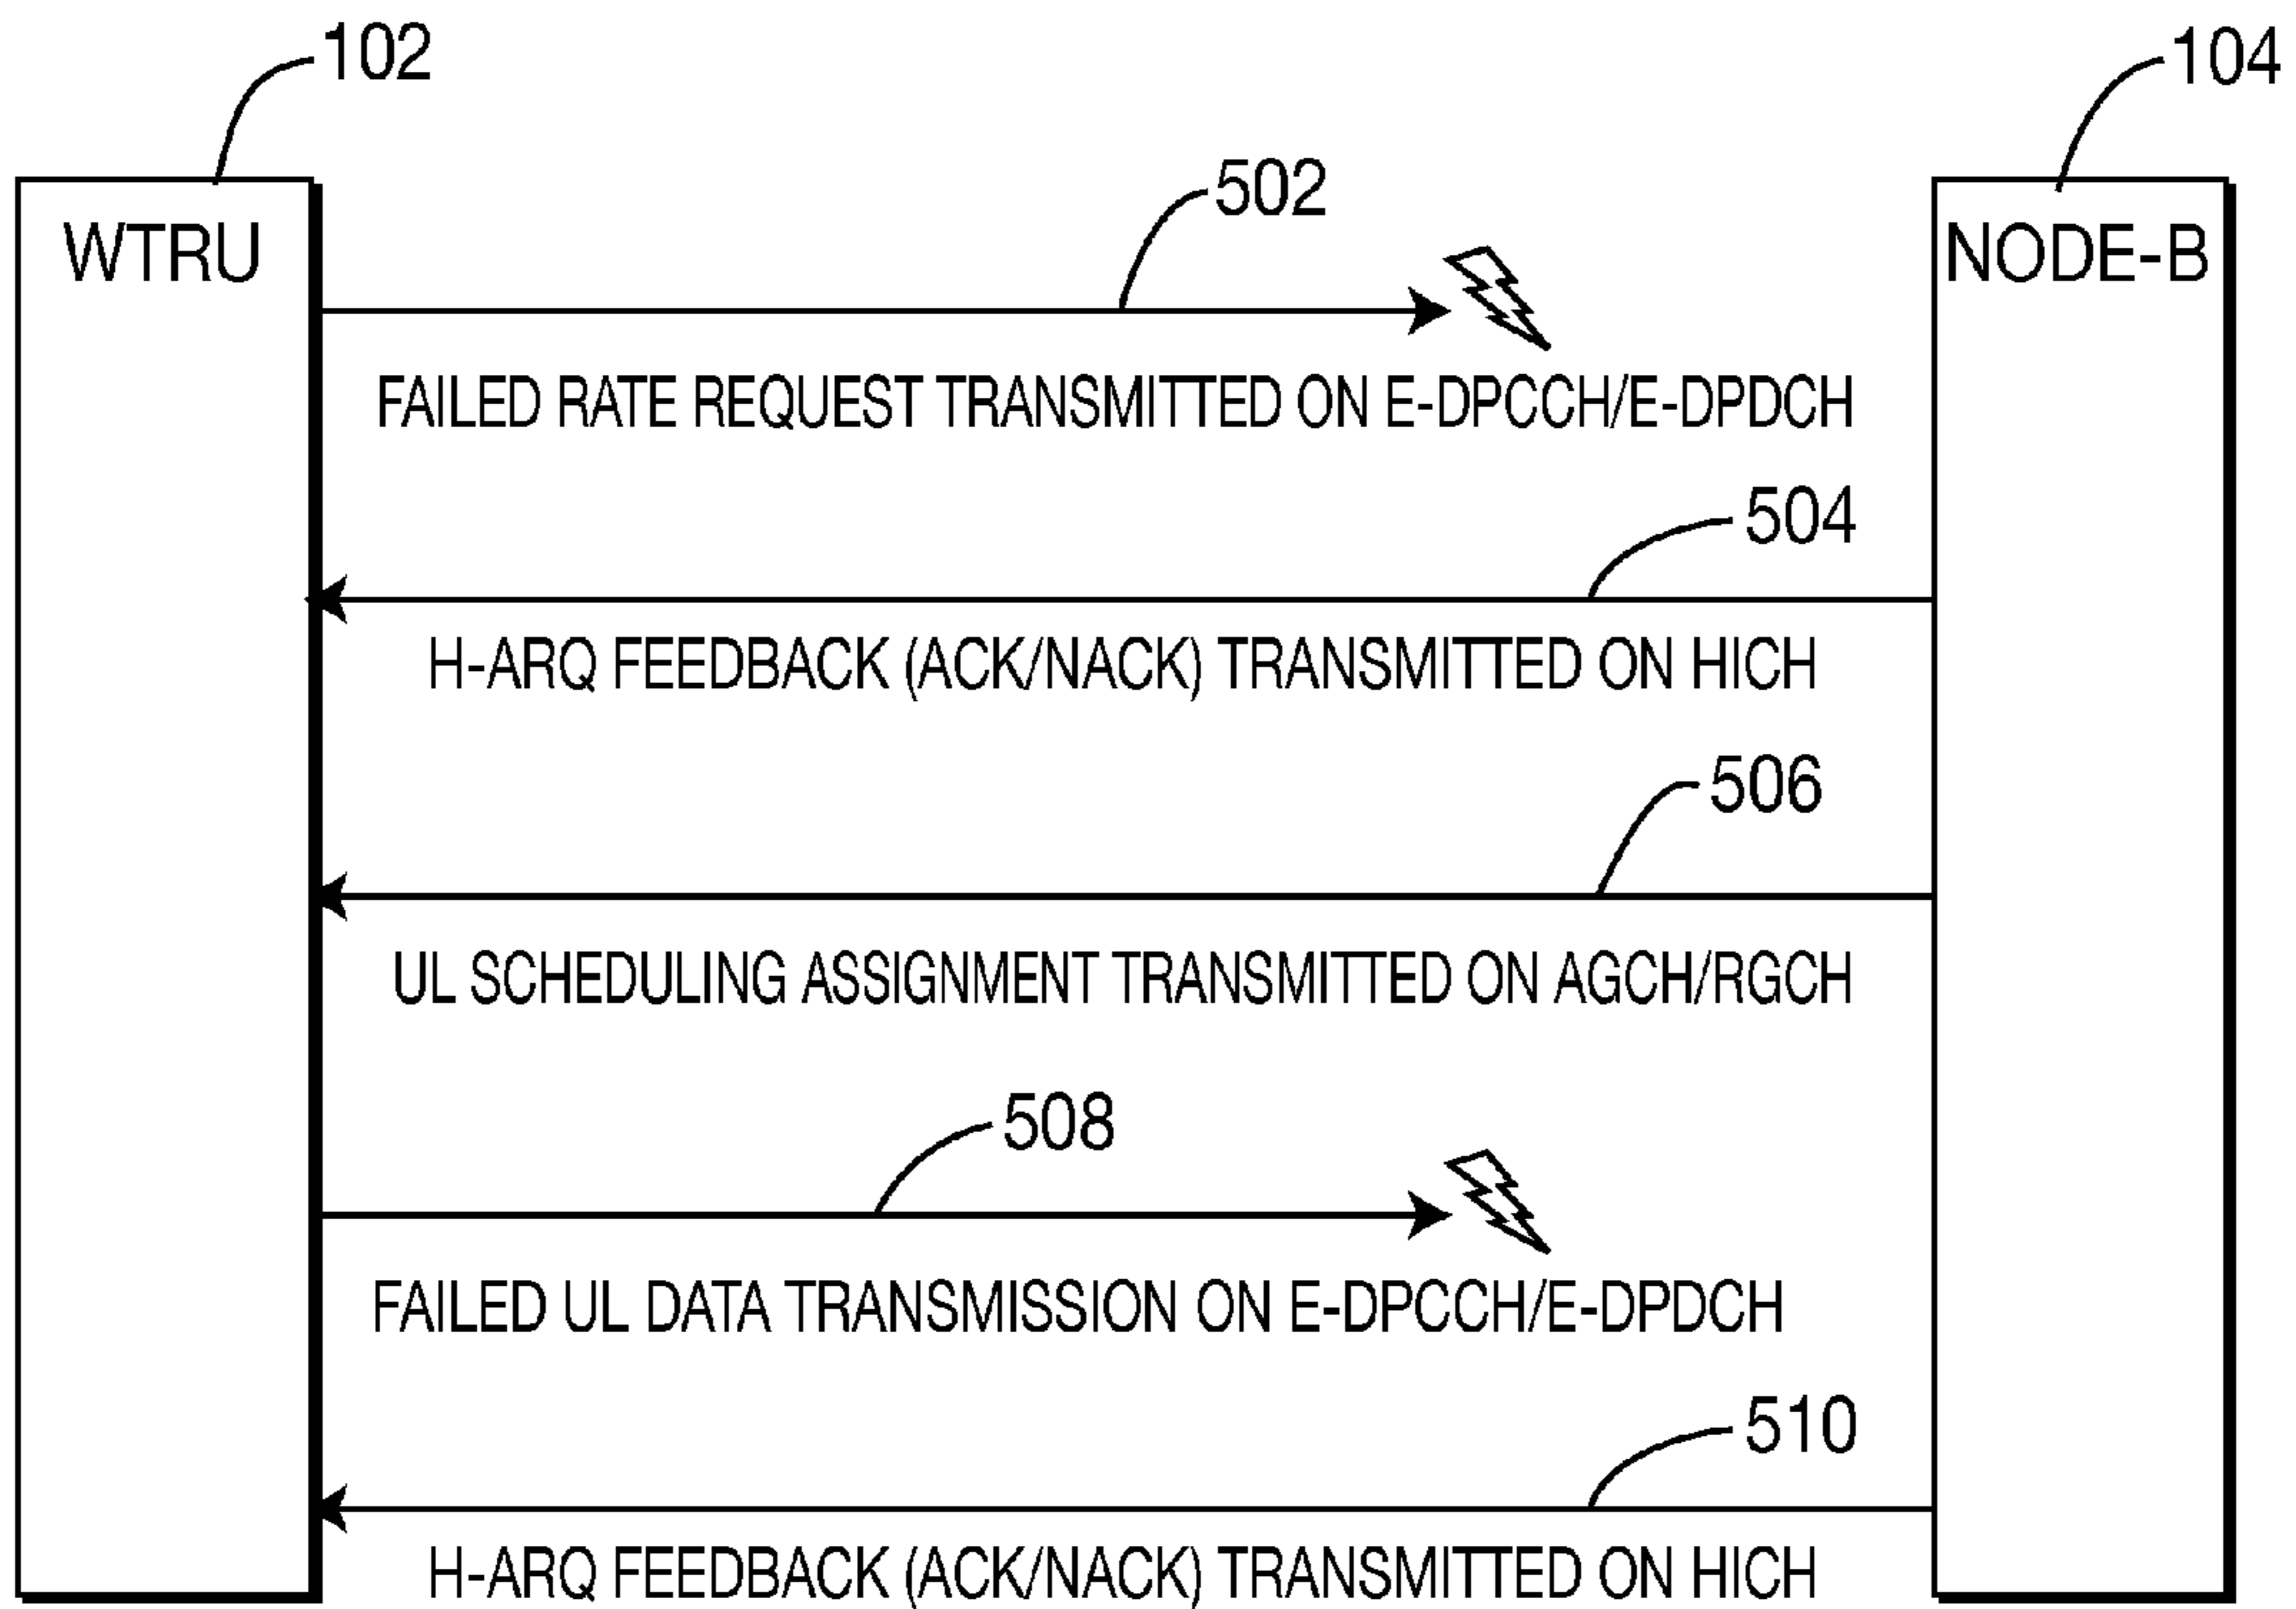 102
104
502
WTRU
NODE-B
FAILED RATE REQUEST TRANSMITTED ON E-DPCCH/E-DPDCH
504
H-ARQ FEEDBACK (ACK/NACK) TRANSMITTED ON HICH
506
UL SCHEDULING ASSIGNMENT TRANSMITTED ON AGCH/RGCH
508
FAILED UL DATA TRANSMISSION ON E-DPCCH/E-DPDCH
510
H-ARQ FEEDBACK (ACK/NACK) TRANSMITTED ON HICH